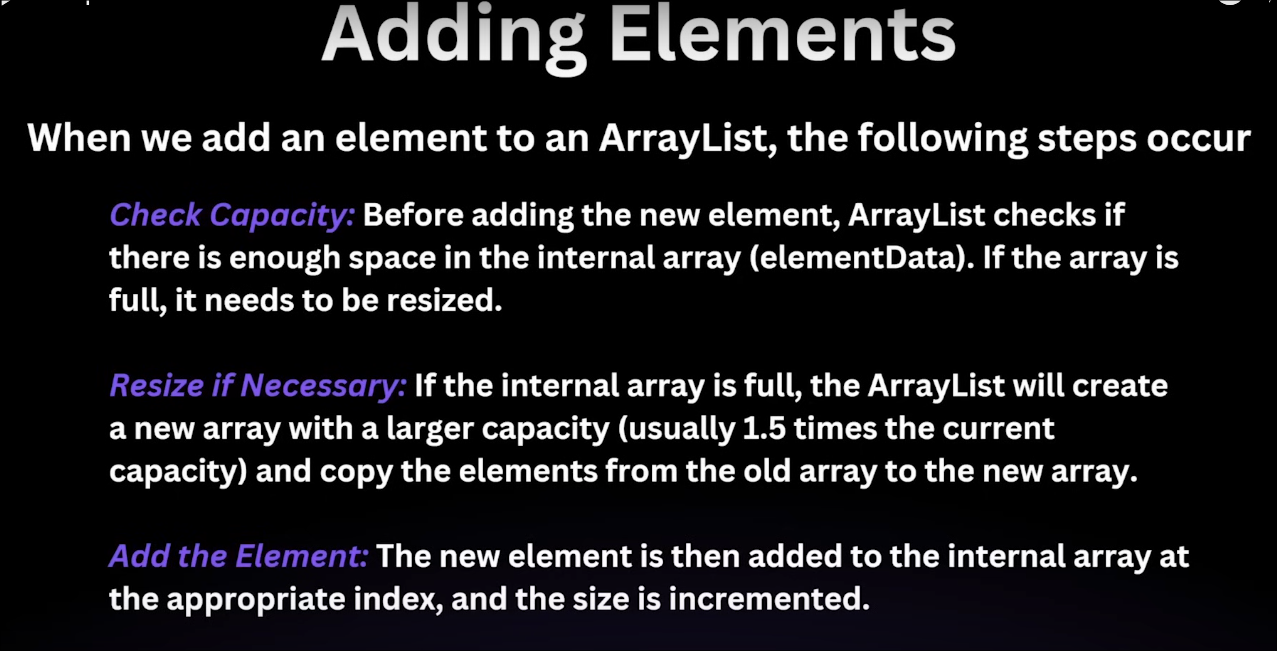 Adding Elements
When we add an element to an ArrayList, the following steps occur
Check Capacity: Before adding the new element, ArrayList checks if
there is enough space in the internal array (elementData). If the array is
full, it needs to be resized.
Resize if Necessary: If the internal array is full, the ArrayList will create
a new array with a larger capacity (usually 1.5 times the current
capacity) and copy the elements from the old array to the new array.
Add the Element: The new element is then added to the internal array at
the appropriate index, and the size is incremented.